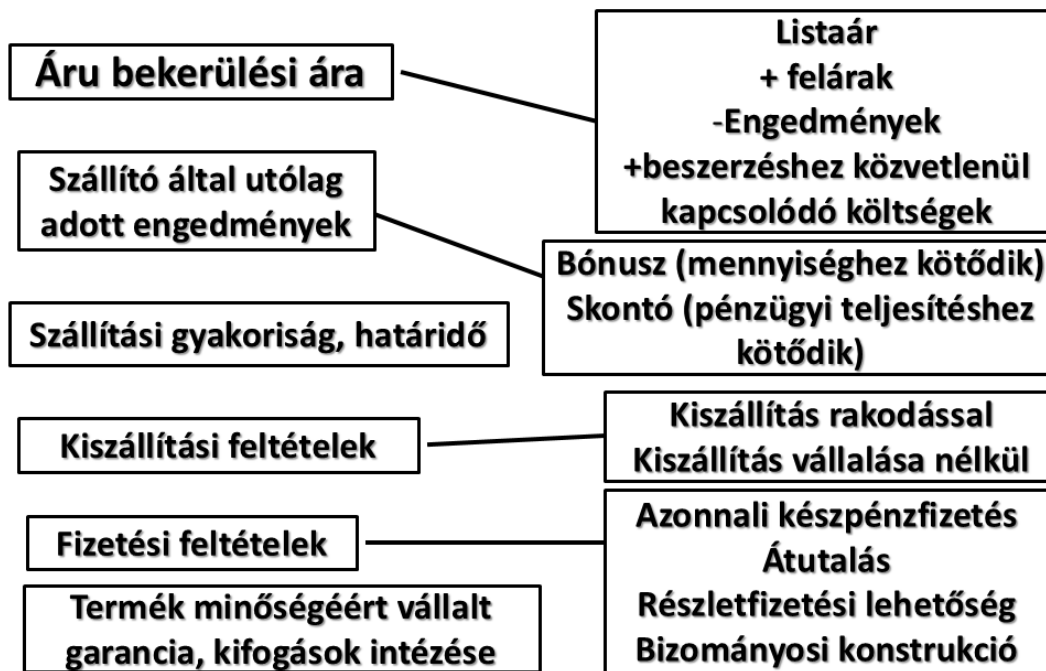 Áru bekerülési ára
Listaár
+ felárak
-Engedmények
+beszerzéshez közvetlenül
kapcsolódó költségek
Szállító által utólag
adott engedmények
Bónusz (mennyiséghez kötődik)
Skontó (pénzügyi teljesítéshez
kötődik)
Szállítási gyakoriság, határidő
Kiszállítási feltételek
Kiszállítás rakodással
Kiszállítás vállalása nélkül
Fizetési feltételek
Azonnali készpénzfizetés
Átutalás
Részletfizetési lehetőség
Bizományosi konstrukció
Termék minőségéért vállalt
garancia, kifogások intézése